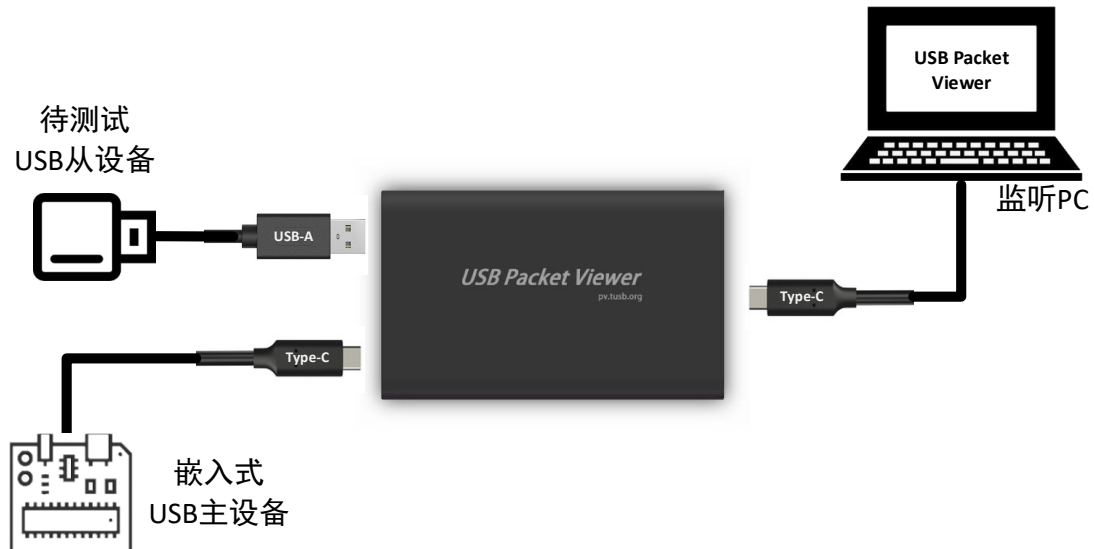 USB Packet
Viewer
待测试
USB从设备
监听PC
USB-A
USB Packet Viewer
pv.tusb.org
Type-C
Type-C
嵌入式
USB主设备